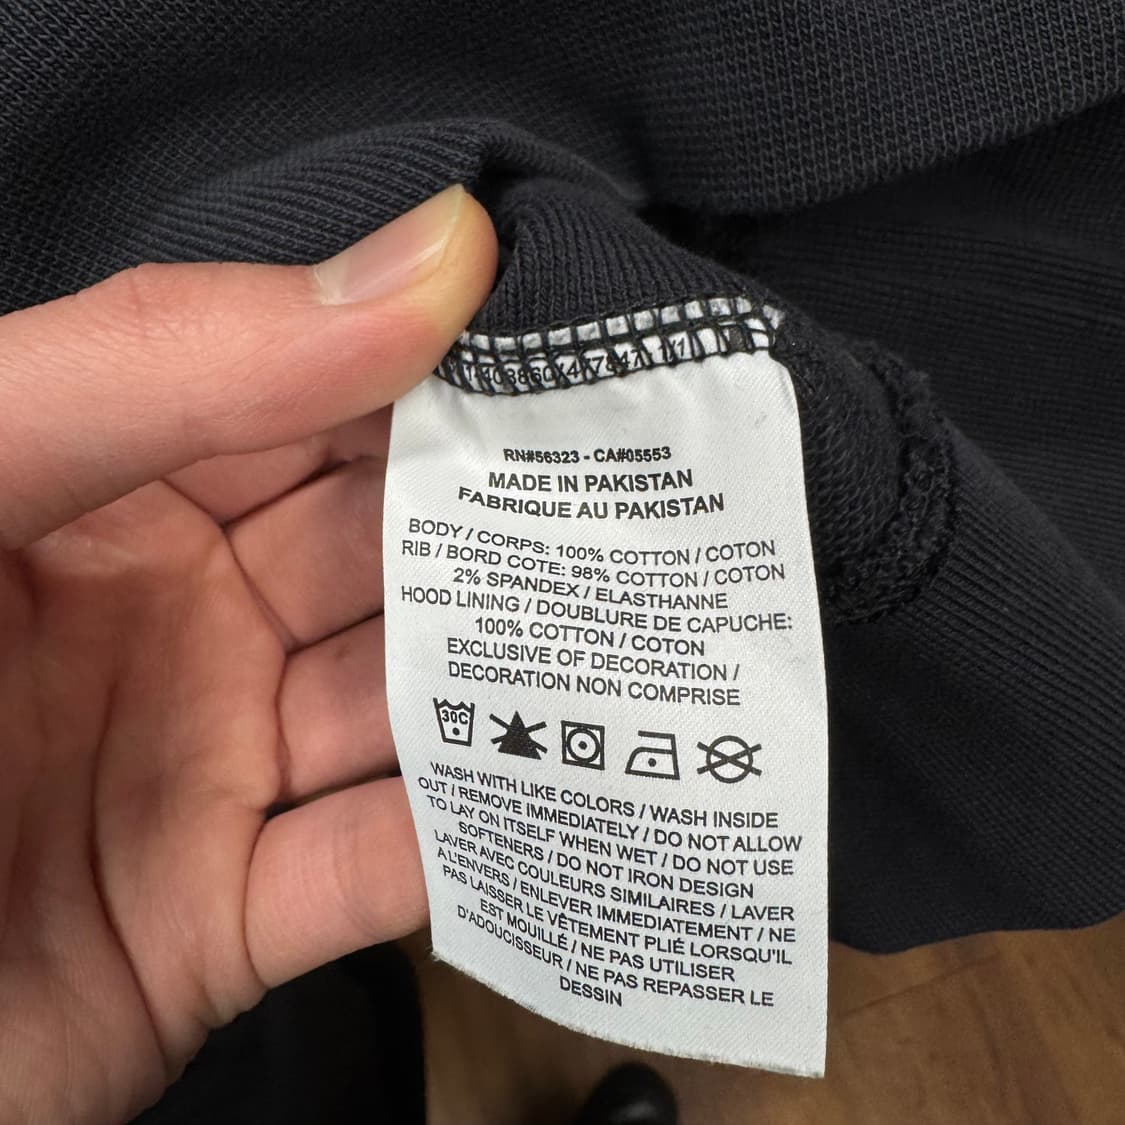 RN#56323 - CA#05553
MADE IN PAKISTAN
FABRIQUE AU PAKISTAN
BODY / CORPS: 100% COTTON / COTON
RIB / BORD COTE: 98% COTTON / COTON
2% SPANDEX / ELASTHANNE
HOOD LINING / DOUBLURE DE CAPUCHE:
100% COTTON / COTON
EXCLUSIVE OF DECORATION /
DECORATION NON COMPRISE
30C
WASH WITH LIKE COLORS / WASH INSIDE
OUT / REMOVE IMMEDIATELY / DO NOT ALLOW
TO LAY ON ITSELF WHEN WET / DO NOT USE
SOFTENERS / DO NOT IRON DESIGN
LAVER AVEC COULEURS SIMILAIRES / LAVER
A L'ENVERS / ENLEVER IMMEDIATEMENT / NE
PAS LAISSER LE VÊTEMENT PLIÉ LORSQU'IL
EST MOUILLÉ / NE PAS UTILISER
D'ADOUCISSEUR / NE PAS REPASSER LE
DESSIN